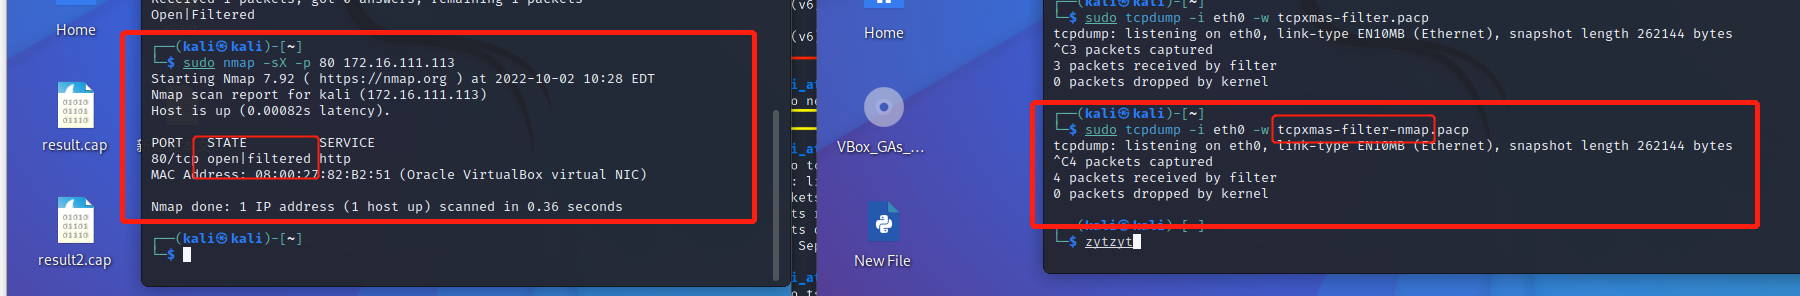 Received 1 packets, got 0 answers, remaining 1 packets
Open|Filtered
Home
┌──(kali㉿kali)-[~]
└─$ sudo nmap -sX -p 80 172.16.111.113
Starting Nmap 7.92 ( https://nmap.org ) at 2022-10-02 10:28 EDT
Nmap scan report for kali (172.16.111.113)
Host is up (0.00082s latency).
PORT STATE SERVICE
80/tcp open|filtered http
MAC Address: 08:00:27:82:B2:51 (Oracle VirtualBox virtual NIC)
Nmap done: 1 IP address (1 host up) scanned in 0.36 seconds
┌──(kali㉿kali)-[~]
└─$
result.cap
result2.cap
(v6
(v6
Sep
Home
VBox_GAs_...
New File
┌──(kali㉿kali)-[~]
└─$ sudo tcpdump -i eth0 -w tcpxmas-filter.pacp
tcpdump: listening on eth0, link-type EN10MB (Ethernet), snapshot length 262144 bytes
^C3 packets captured
3 packets received by filter
0 packets dropped by kernel
┌──(kali㉿kali)-[~]
└─$ sudo tcpdump -i eth0 -w tcpxmas-filter-nmap.pacp
tcpdump: listening on eth0, link-type EN10MB (Ethernet), snapshot length 262144 bytes
^C4 packets captured
4 packets received by filter
0 packets dropped by kernel
┌──(kali㉿kali)-[~]
└─$ zytzyt